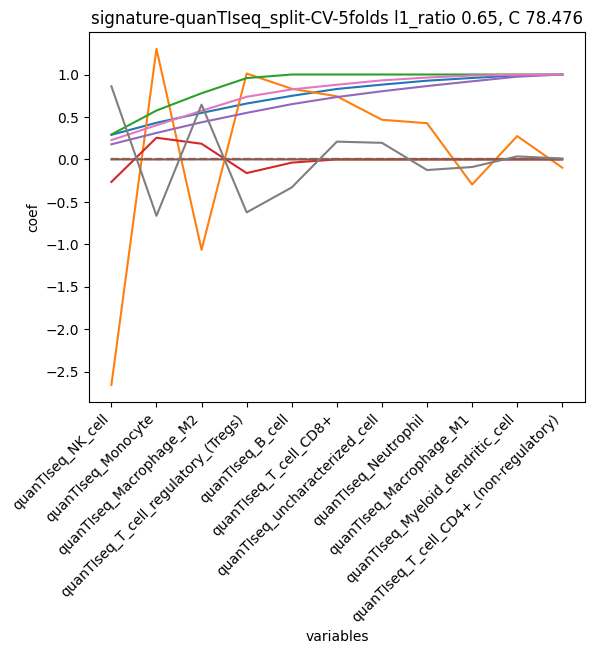 signature-quanTIseq_split-CV-5folds l1_ratio 0.65, C 78.476
1.0
0.5
0.0
−0.5
−1.0
−1.5
−2.0
−2.5
coef
quanTIseq_NK_cell
quanTIseq_Monocyte
quanTIseq_Macrophage_M2
quanTIseq_T_cell_regulatory_(Tregs)
quanTIseq_B_cell
quanTIseq_T_cell_CD8+
quanTIseq_uncharacterized_cell
quanTIseq_Neutrophil
quanTIseq_Macrophage_M1
quanTIseq_Myeloid_dendritic_cell
quanTIseq_T_cell_CD4+_(non-regulatory)
variables